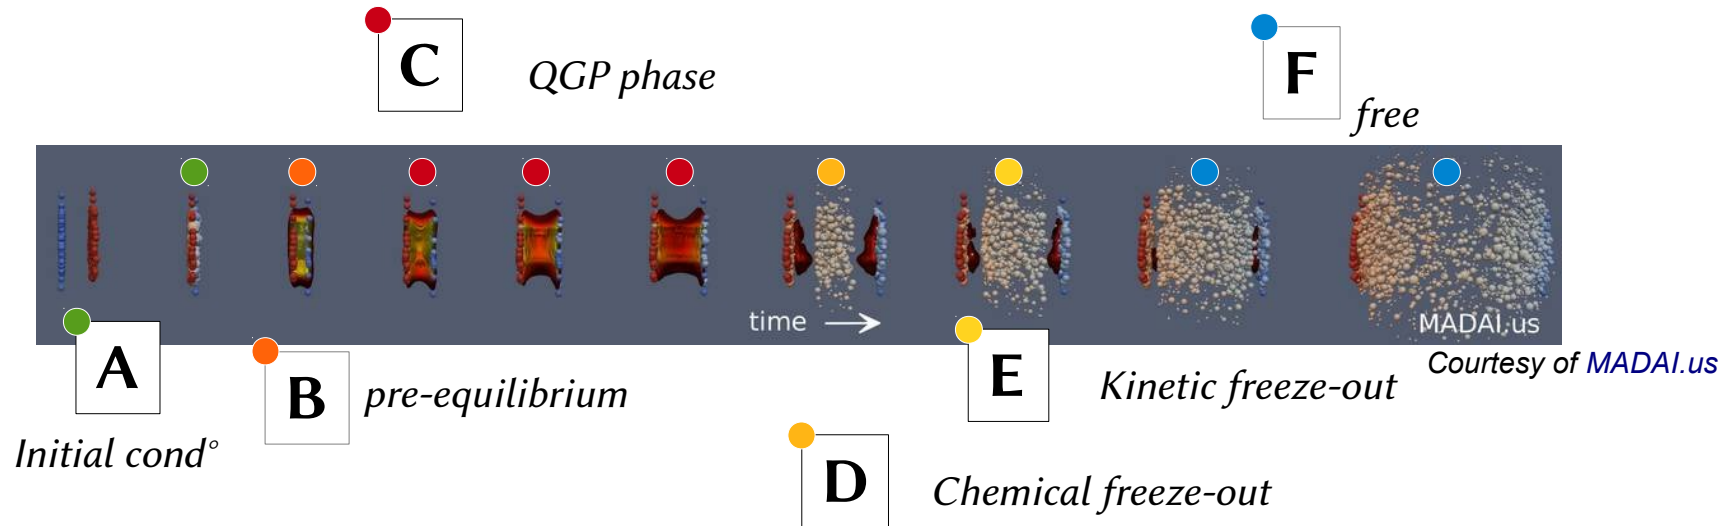 C
QGP phase
F
free
time
MADAI.us
Courtesy of MADAI.us
A
Initial cond°
B
pre-equilibrium
E
Kinetic freeze-out
D
Chemical freeze-out